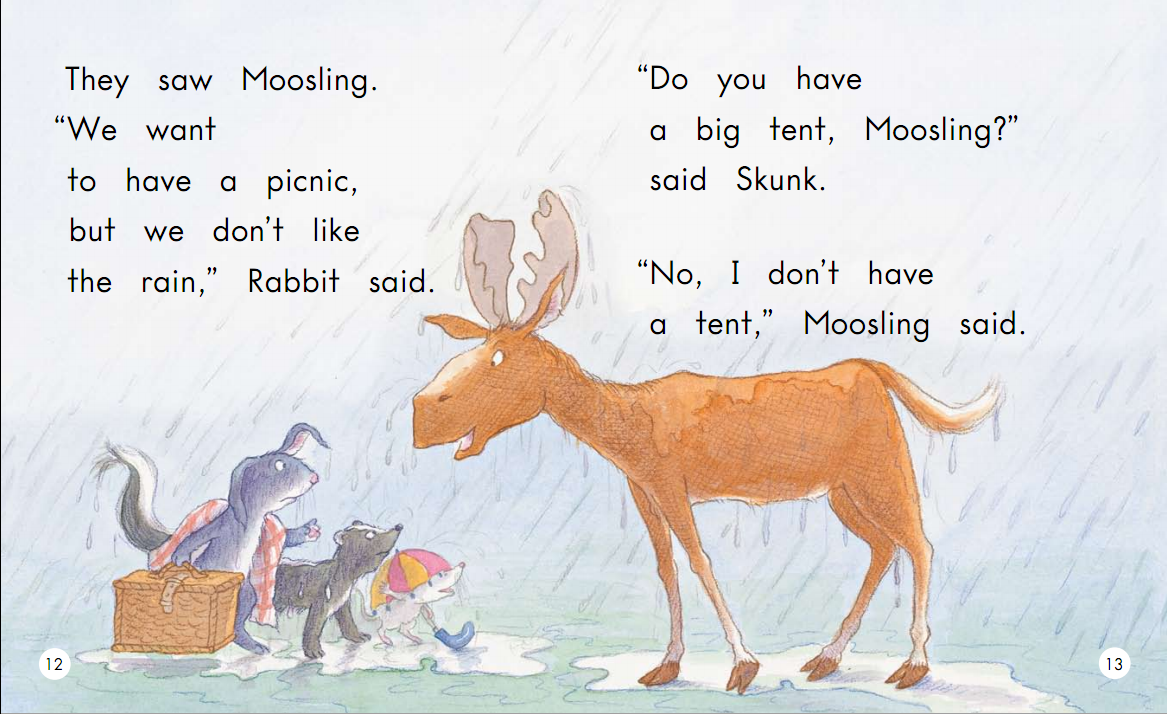 They saw Moosling.
“We want
to have a picnic,
but we don’t like
the rain,” Rabbit said.
12
“Do you have
a big tent, Moosling?”
said Skunk.
“No, I don’t have
a tent,” Moosling said.
13